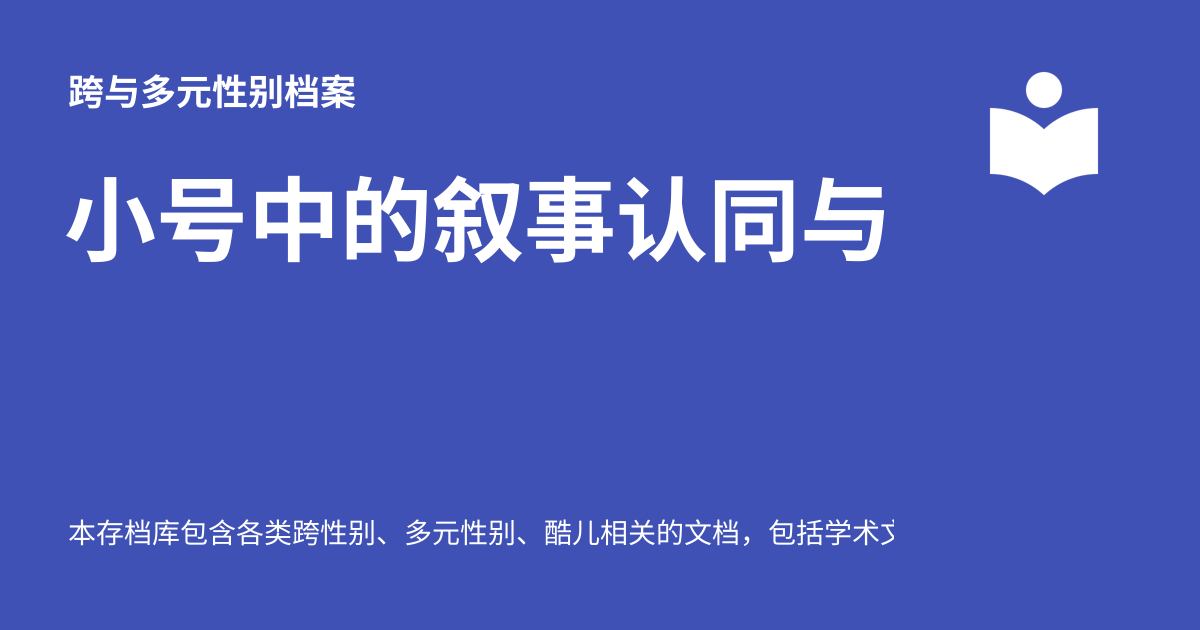 跨与多元性别档案
小号中的叙事认同与
本存档库包含各类跨性别、多元性别、酷儿相关的文档，包括学术